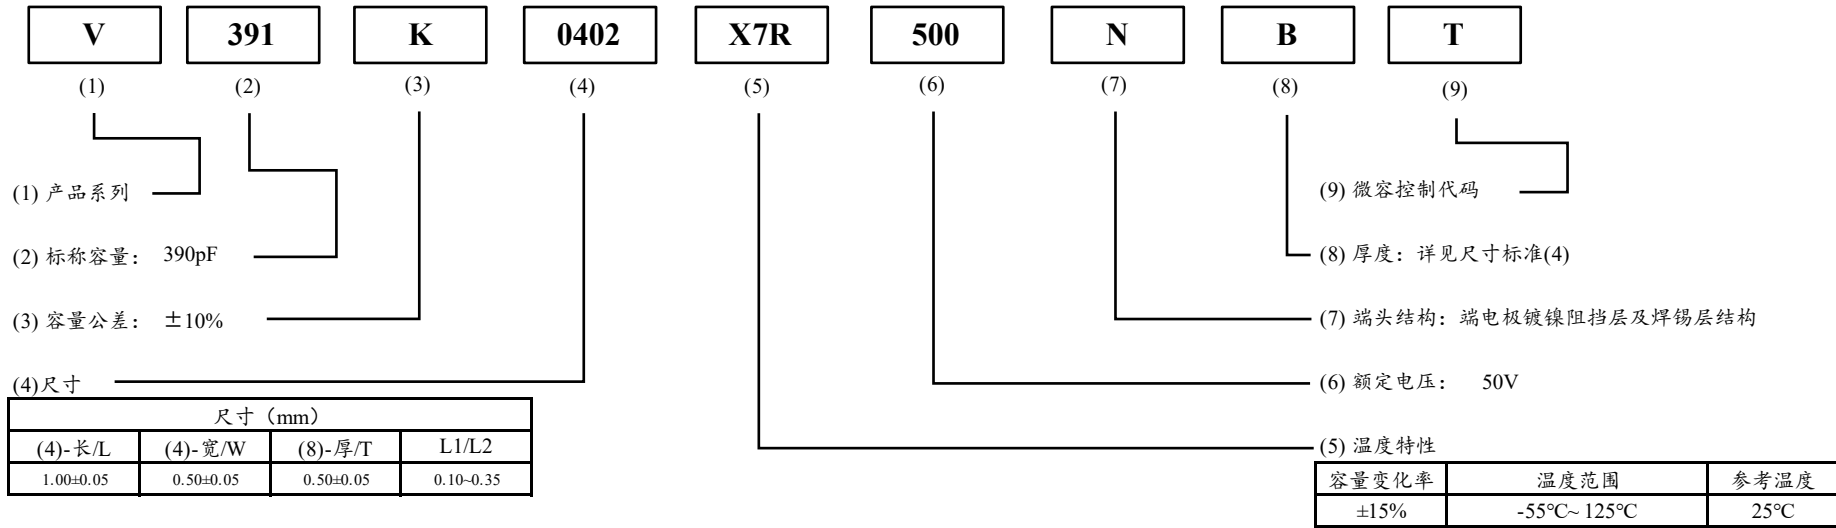 V 391 K 0402 X7R 500 N B T
(1) (2) (3) (4) (5) (6) (7) (8) (9)
(1) 产品系列
(9) 微容控制代码
(2) 标称容量： 390pF
(8) 厚度：详见尺寸标准(4)
(3) 容量公差： ±10%
(7) 端头结构：端电极镀镍阻挡层及焊锡层结构
(4)尺寸
(6) 额定电压： 50V
尺寸（mm）
(4)-长/L (4)-宽/W (8)-厚/T L1/L2
1.00±0.05 0.50±0.05 0.50±0.05 0.10~0.35
(5) 温度特性
容量变化率 温度范围 参考温度
±15% -55℃~ 125℃ 25℃